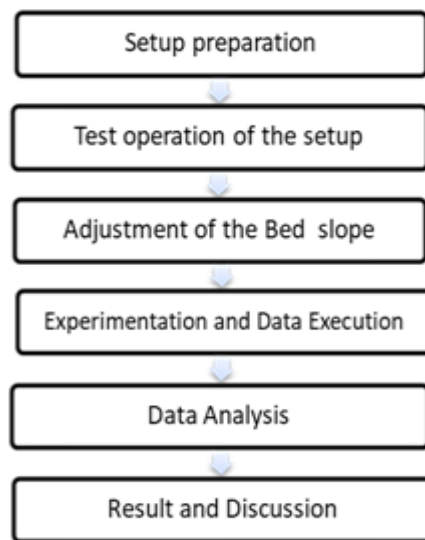 Setup preparation
Test operation of the setup
Adjustment of the Bed slope
Experimentation and Data Execution
Data Analysis
Result and Discussion